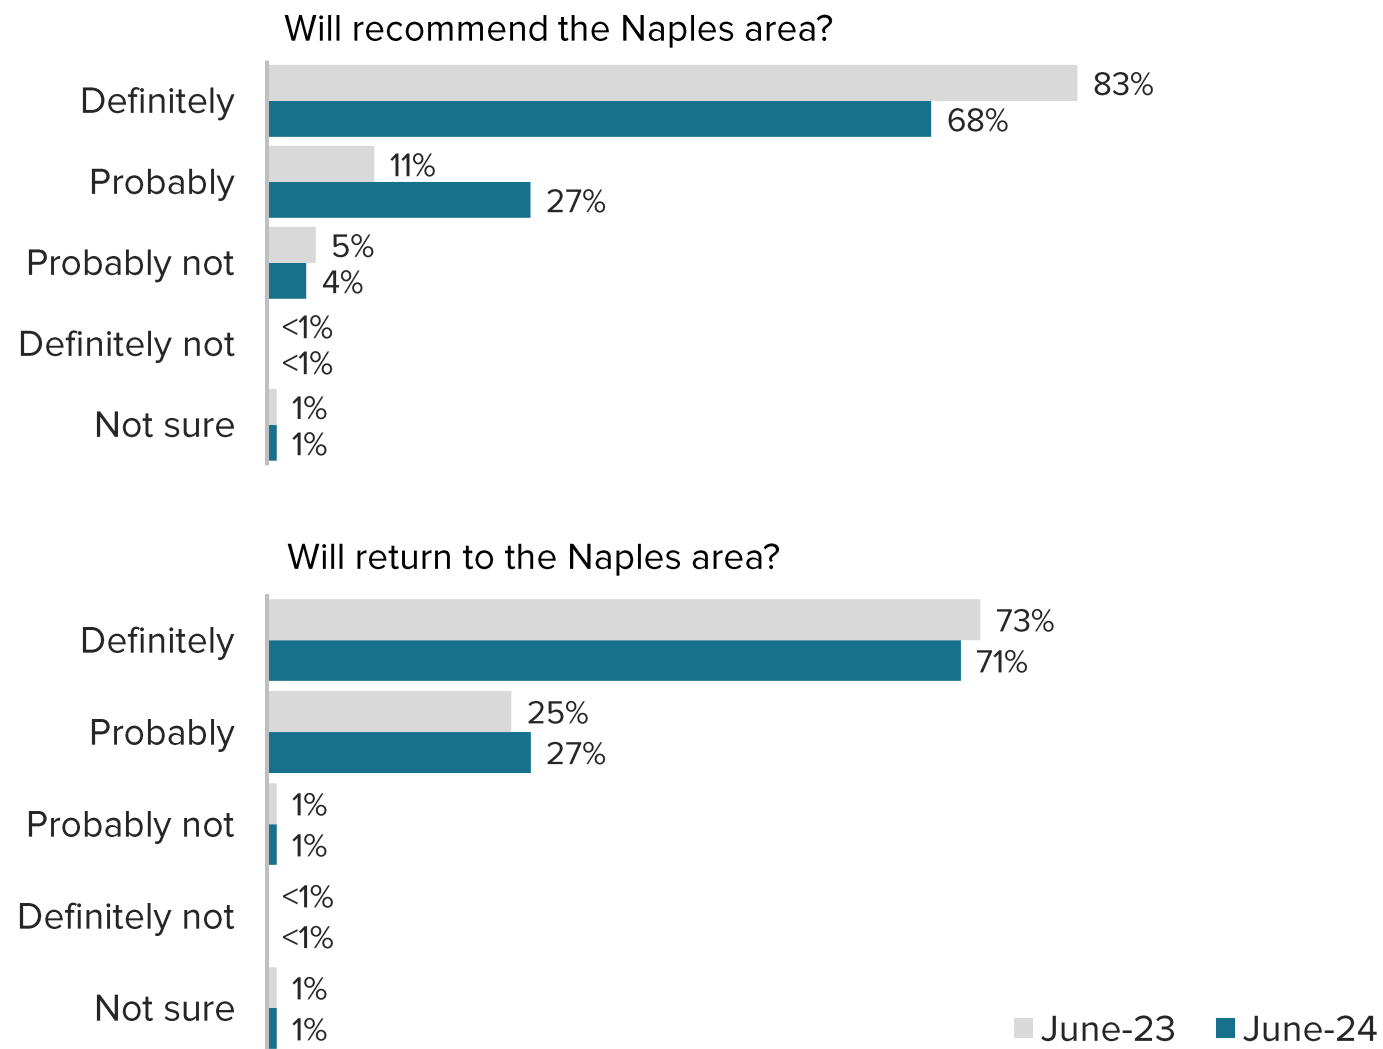 Will recommend the Naples area?
Definitely
83%
68%
Probably
11%
27%
Probably not
5%
4%
Definitely not
<1%
<1%
Not sure
1%
1%
Will return to the Naples area?
Definitely
73%
71%
Probably
25%
27%
Probably not
1%
1%
Definitely not
<1%
<1%
Not sure
1%
1%
June-23
June-24